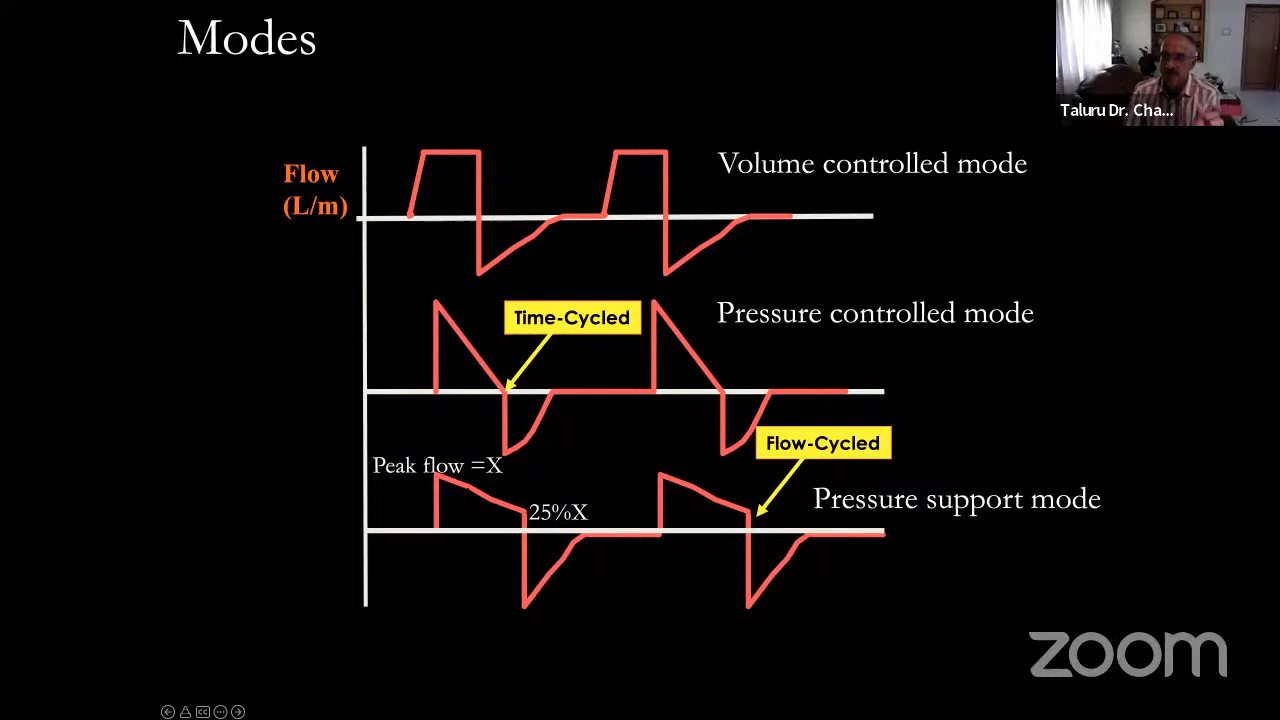 Modes
Taluru Dr. Cha...
Flow
(L/m)
Volume controlled mode
Time-Cycled
Pressure controlled mode
Flow-Cycled
Peak flow =X
25%X
Pressure support mode
zoom
CC